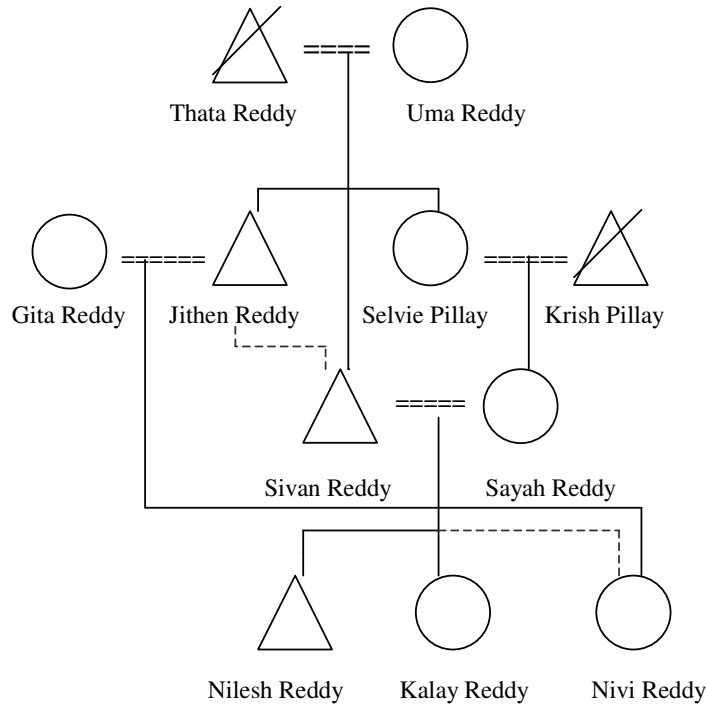 Thata Reddy Uma Reddy
Gita Reddy Jithen Reddy Selvie Pillay Krish Pillay
Sivan Reddy Sayah Reddy
Nilesh Reddy Kalay Reddy Nivi Reddy